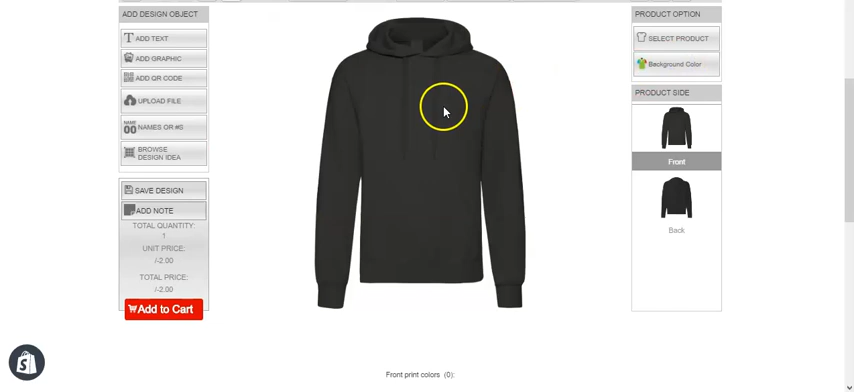 ADD DESIGN OBJECT
ADD TEXT
ADD GRAPHIC
ADD QR CODE
UPLOAD FILE
NAME
00
NAMES OR #S
BROWSE
DESIGN IDEA
SAVE DESIGN
ADD NOTE
TOTAL QUANTITY:
1
UNIT PRICE:
/-2.00
TOTAL PRICE:
/-2.00
Add to Cart
Front print colors (0):
PRODUCT OPTION
SELECT PRODUCT
Background Color
PRODUCT SIDE
Front
Back